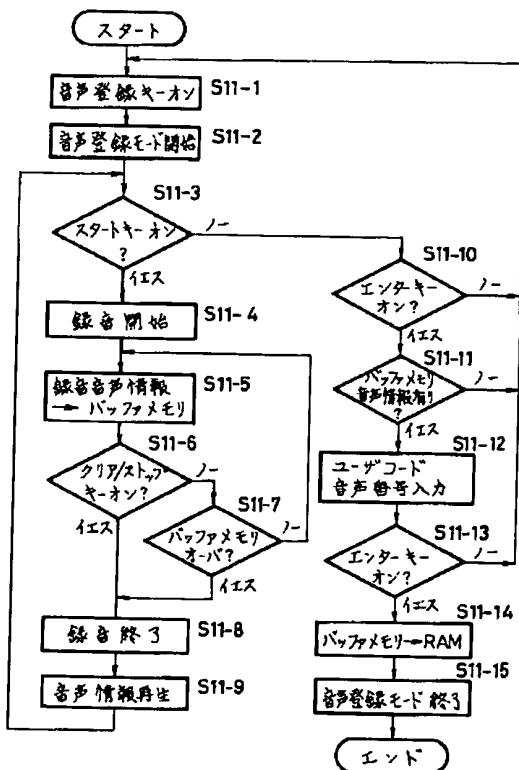 スタート
音声登録キーオン
S11-1
音声登録モード開始
S11-2
S11-3
スタートキーオン
?
ノー
イエス
録音開始
S11-4
録音音声情報
→ バッファメモリ
S11-5
S11-6
クリア/ストップ
キーオン?
ノー
イエス
S11-7
バッファメモリ
オーバ?
ノー
イエス
録音終了
S11-8
音声情報再生
S11-9
S11-10
エンターキー
オン?
ノー
イエス
S11-11
バッファメモリ
音声情報有り
?
ノー
イエス
S11-12
ユーザコード
音声番号入力
S11-13
エンターキー
オン?
ノー
イエス
S11-14
バッファメモリー→RAM
S11-15
音声登録モード終了
エンド